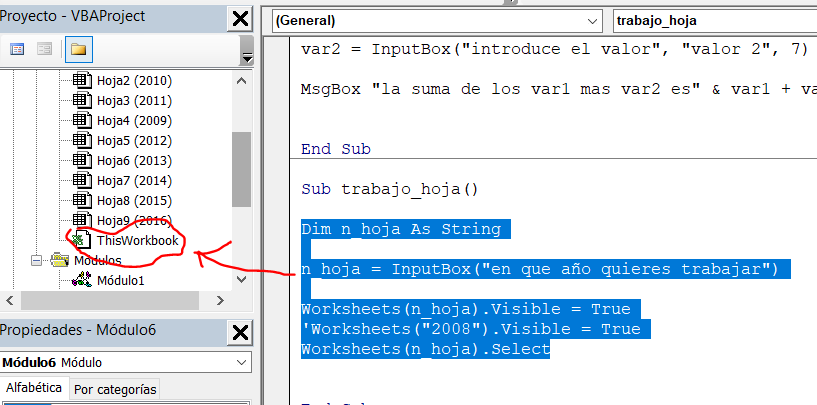 Proyecto - VBAProject
Hoja2 (2010)
Hoja3 (2011)
Hoja4 (2009)
Hoja5 (2012)
Hoja6 (2013)
Hoja7 (2014)
Hoja8 (2015)
Hoja9 (2016)
ThisWorkbook
Módulos
Módulo1
Propiedades - Módulo6
Módulo6 Módulo
Alfabética
Por categorías
(General)
trabajo_hoja
var2 = InputBox("introduce el valor", "valor 2", 7)
MsgBox "la suma de los var1 mas var2 es" & var1 + va
End Sub
Sub trabajo_hoja()
Dim n_hoja As String
n_hoja = InputBox("en que año quieres trabajar")
Worksheets(n_hoja).Visible = True
'Worksheets("2008").Visible = True
Worksheets(n_hoja).Select